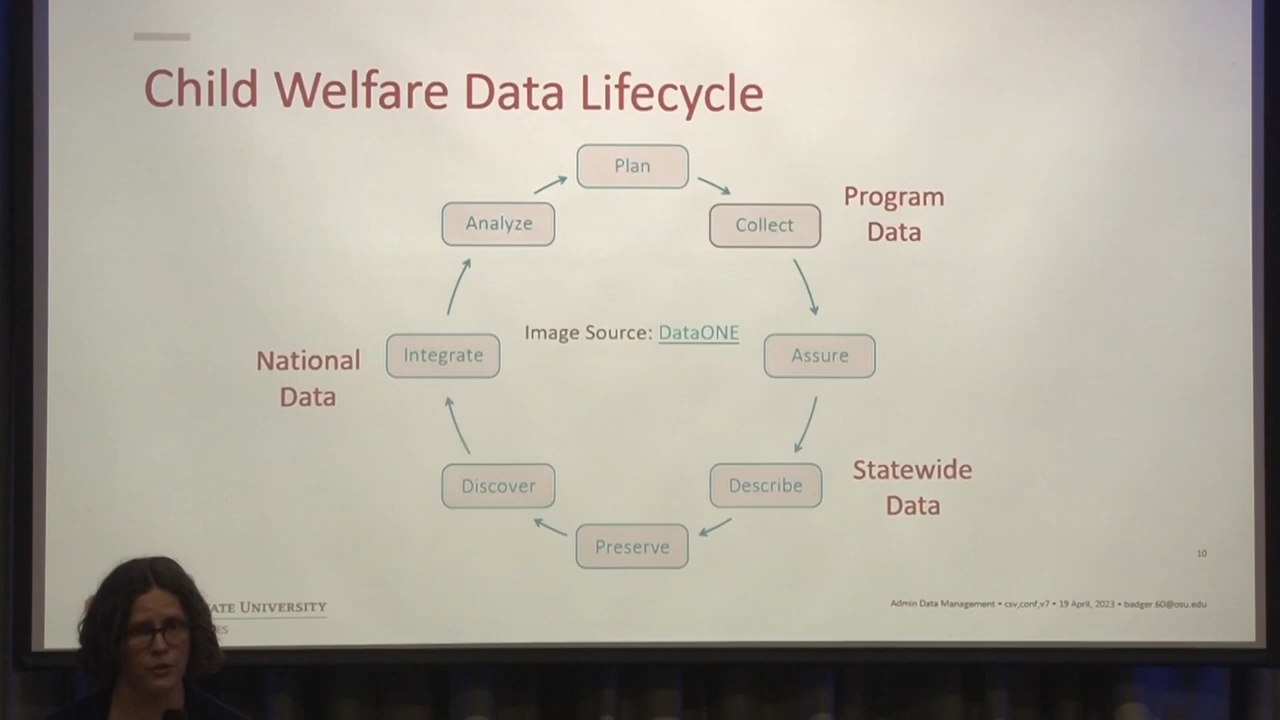 Child Welfare Data Lifecycle
Plan
Analyze
Collect
Program
Data
Image Source: DataONE
National
Data
Integrate
Assure
Discover
Describe
Statewide
Data
Preserve
10
ATE UNIVERSITY
ES
Admin Data Management • csv,conf,v7 • 19 April, 2023 • badger.60@osu.edu